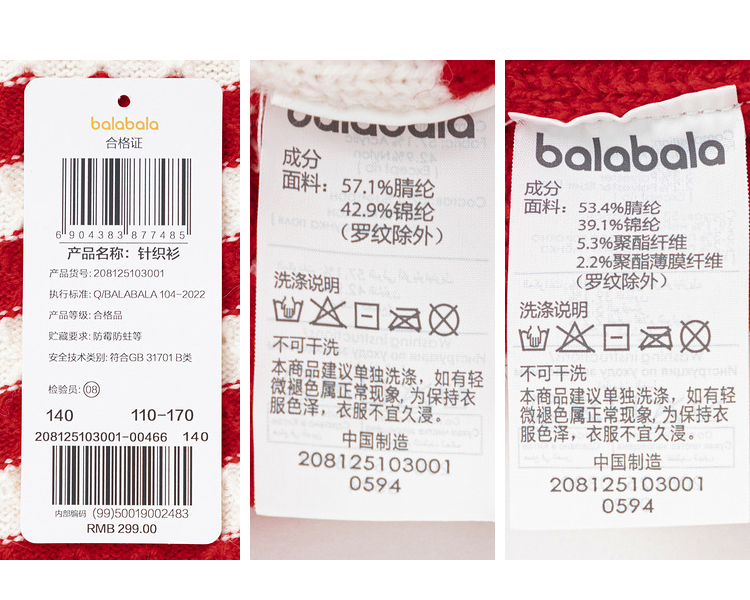 balabala
合格证
6 904383 877485
产品名称：针织衫
产品货号：208125103001
执行标准：Q/BALABALA 104-2022
产品等级：合格品
贮藏要求：防霉防蛀等
安全技术类别：符合GB 31701 B类
检验员：08
140 110-170
208125103001-00466 140
内部编码 (99)50019002483
RMB 299.00
balabala
成分
面料：57.1%腈纶
42.9%锦纶
（罗纹除外）
洗涤说明
不可干洗
本商品建议单独洗涤，如有轻
微褪色属正常现象，为保持衣
服色泽，衣服不宜久浸。
中国制造
208125103001
0594
balabala
成分
面料：53.4%腈纶
39.1%锦纶
5.3%聚酯纤维
2.2%聚酯薄膜纤维
（罗纹除外）
洗涤说明
不可干洗
本商品建议单独洗涤，如有轻
微褪色属正常现象，为保持衣
服色泽，衣服不宜久浸。
中国制造
208125103001
0594